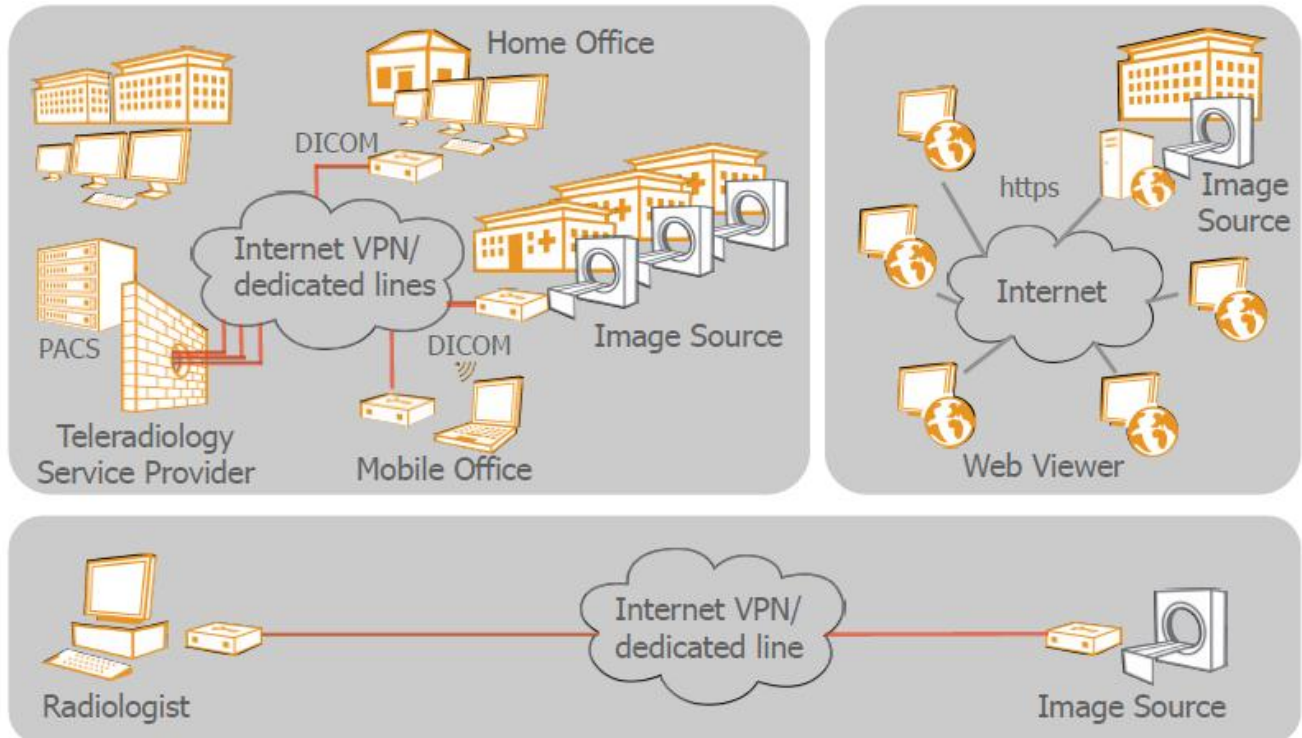 Home Office
DICOM
Internet VPN/
dedicated lines
Image Source
PACS
DICOM
Teleradiology
Service Provider
Mobile Office
https
Image
Source
Internet
Web Viewer
Internet VPN/
dedicated line
Radiologist
Image Source